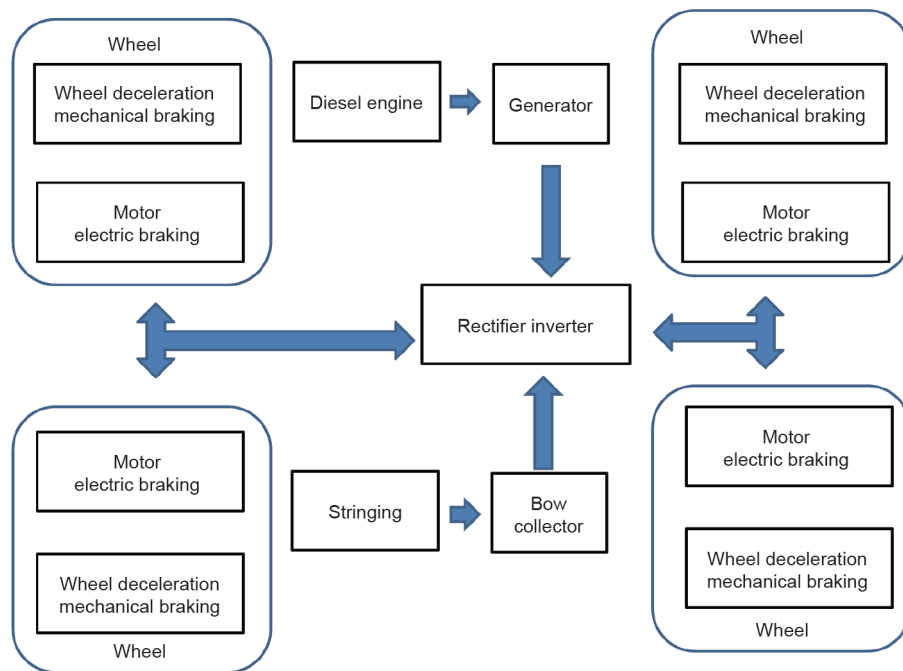 Wheel
Wheel deceleration
mechanical braking
Motor
electric braking
Diesel engine
Generator
Wheel
Wheel deceleration
mechanical braking
Motor
electric braking
Rectifier inverter
Motor
electric braking
Wheel deceleration
mechanical braking
Wheel
Stringing
Bow
collector
Motor
electric braking
Wheel deceleration
mechanical braking
Wheel